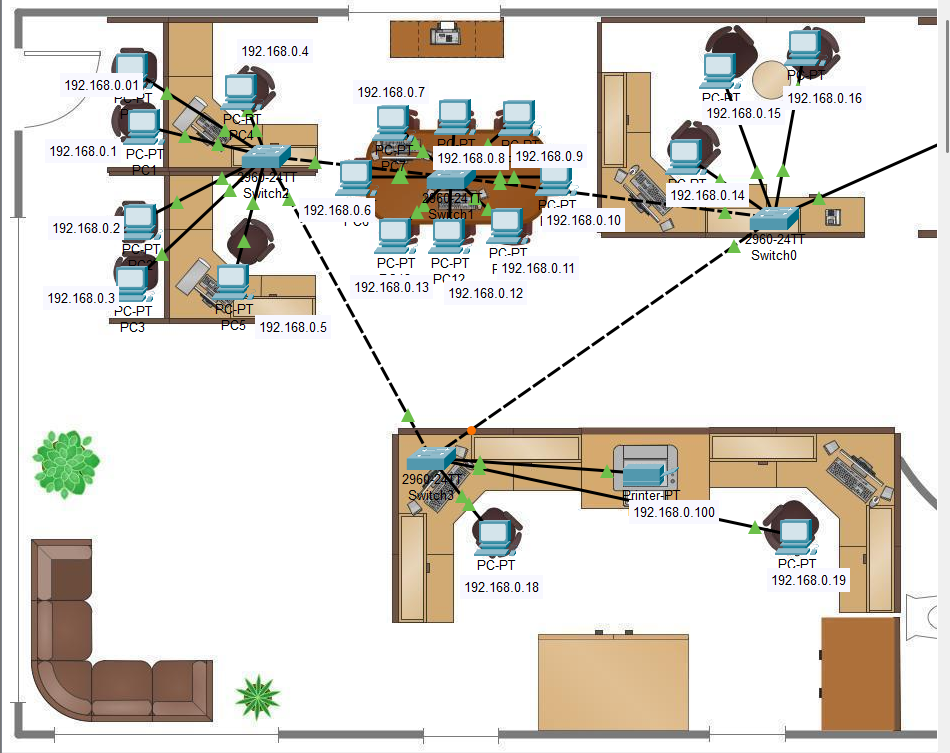 192.168.0.4
192.168.0.01
PC-PT
PC4
192.168.0.1
PC-PT
PC1
2960-24TT
Switch2
192.168.0.2
PC-PT
PC2
192.168.0.3
PC-PT
PC3
PC-PT
PC5
192.168.0.5
192.168.0.7
PC-PT
PC7
192.168.0.8
192.168.0.9
2960-24TT
Switch1
192.168.0.6
PC-PT
192.168.0.10
PC-PT
PC-PT
PC12
PC-PT
192.168.0.11
192.168.0.13
192.168.0.12
PC-PT
PC-PT
192.168.0.15
192.168.0.16
PC-PT
192.168.0.14
2960-24TT
Switch0
2960-24TT
Switch3
Printer-PT
192.168.0.100
PC-PT
192.168.0.18
PC-PT
192.168.0.19